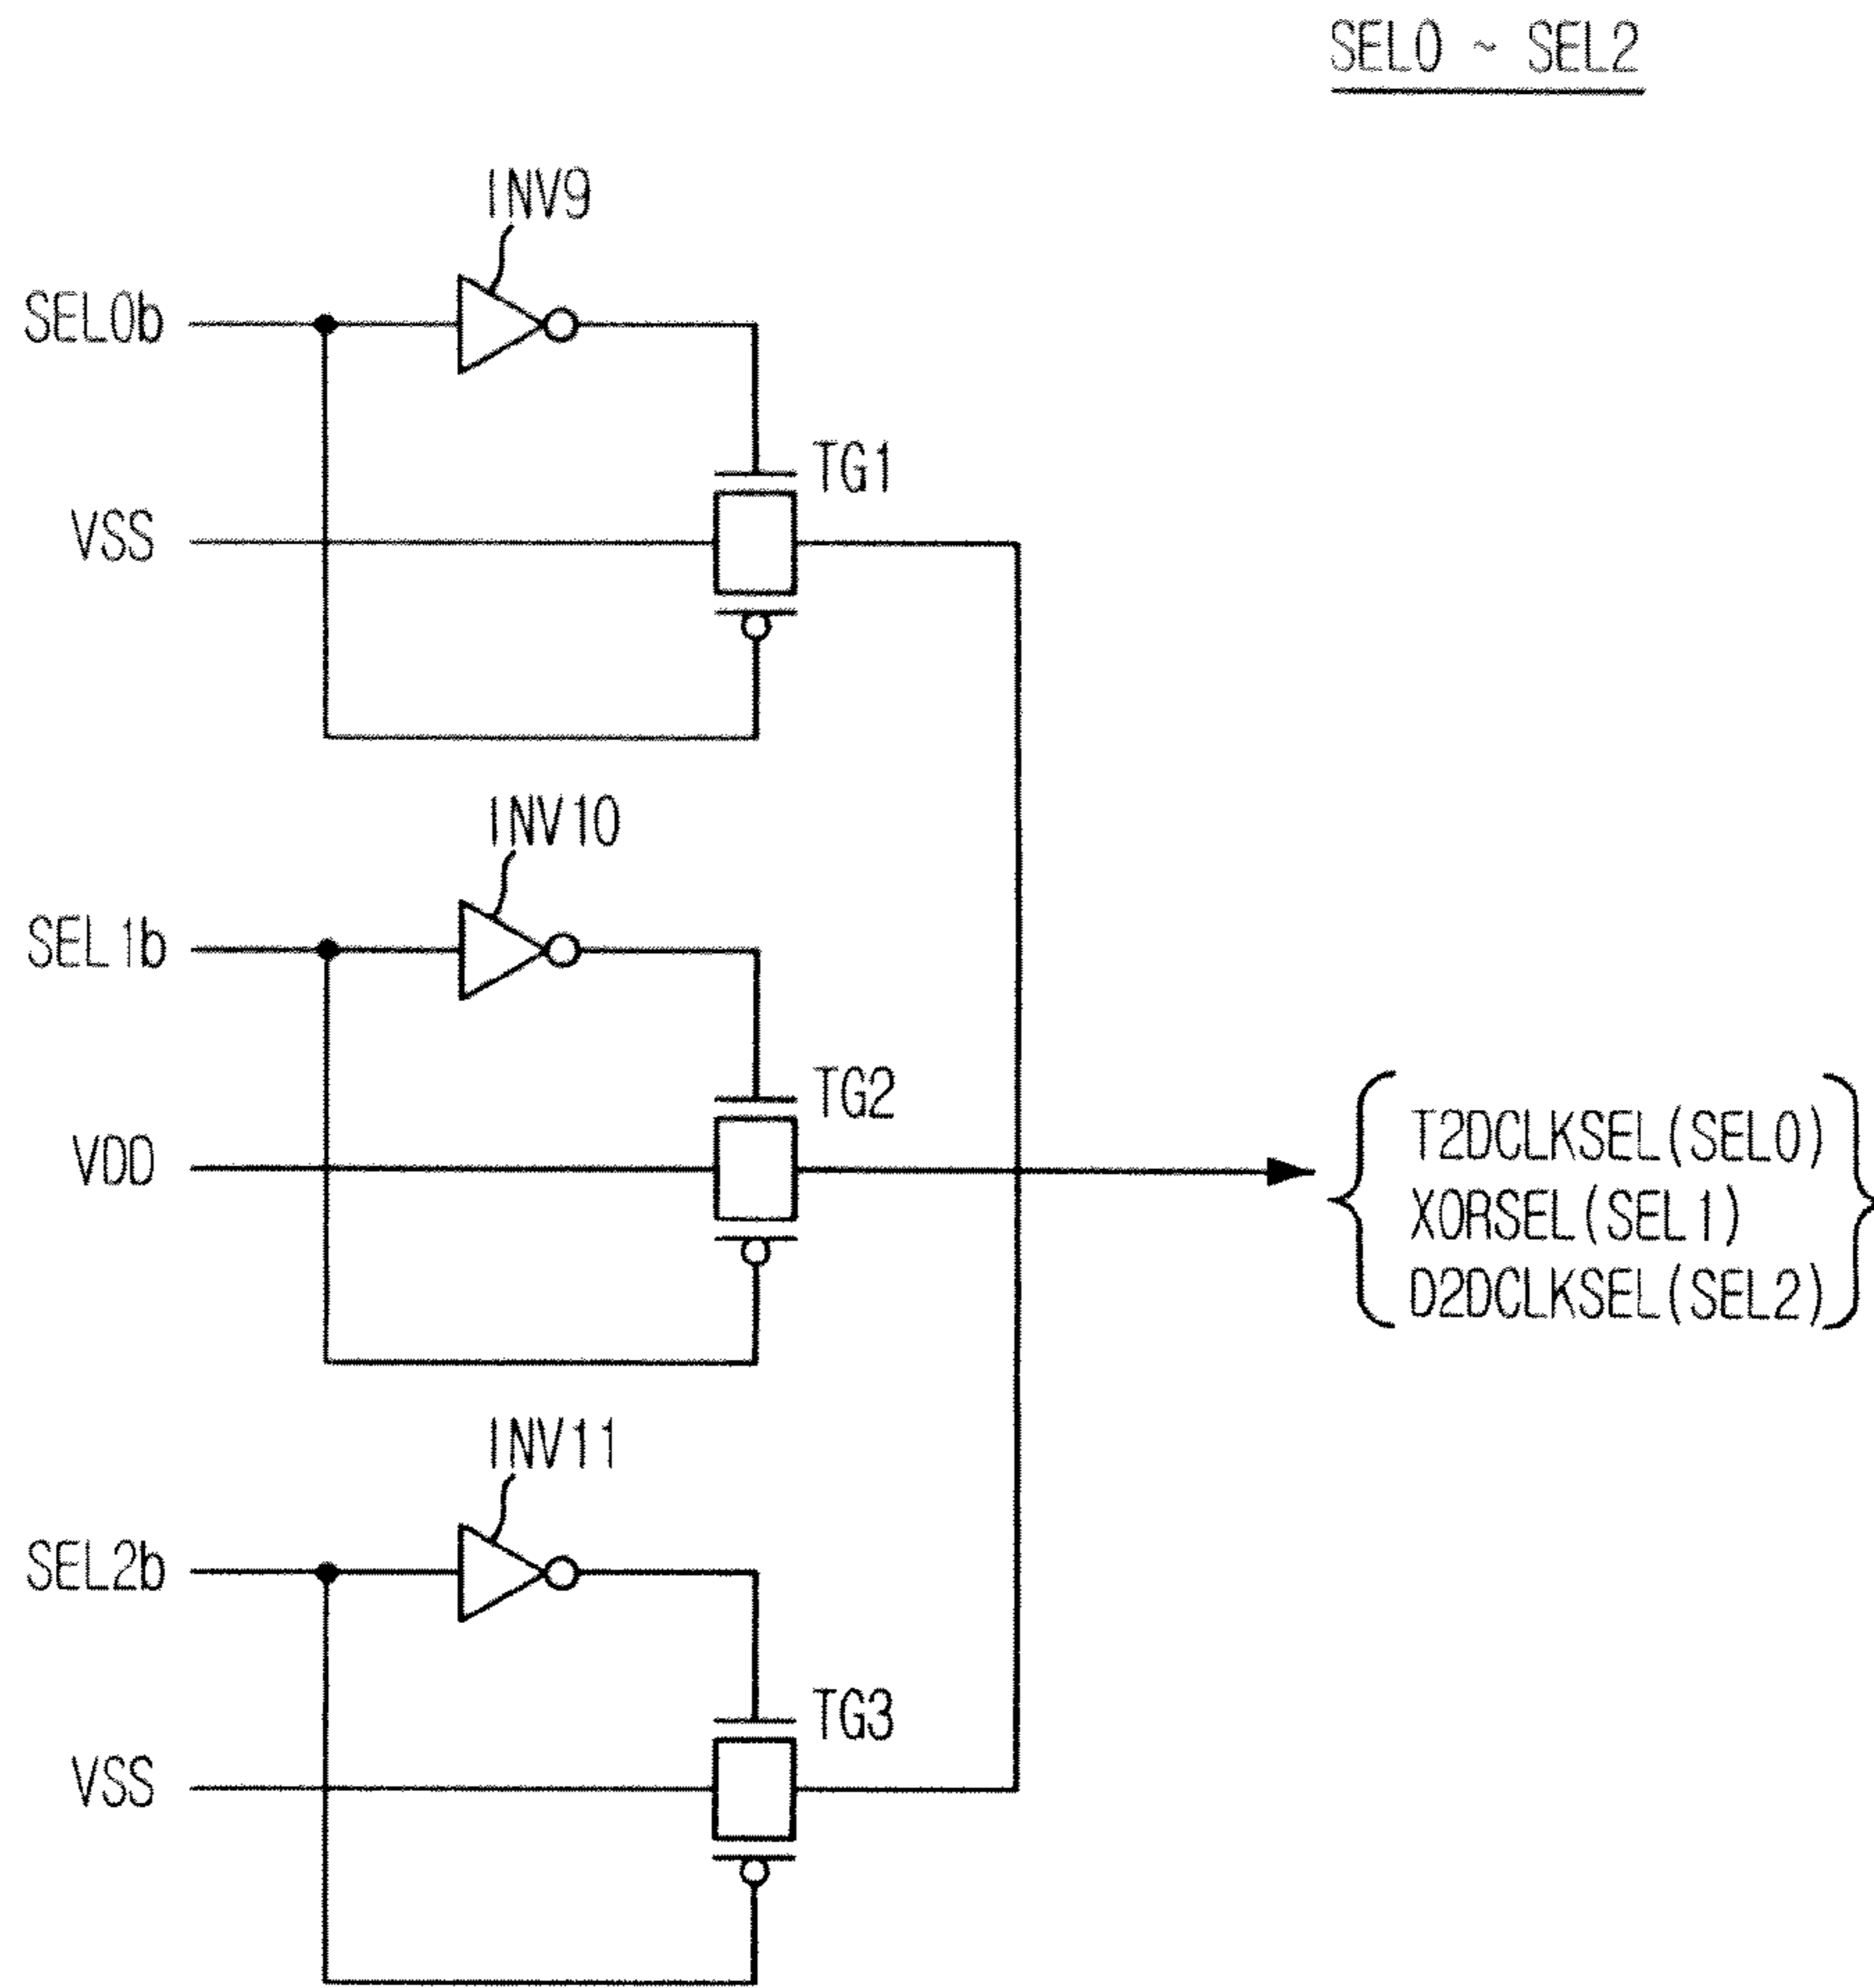 SEL0 ~ SEL2
INV9
SEL0b
TG1
VSS
INV10
SEL1b
TG2
VDD
T2DCLKSEL(SEL0)
XORSEL(SEL1)
D2DCLKSEL(SEL2)
INV11
SEL2b
TG3
VSS